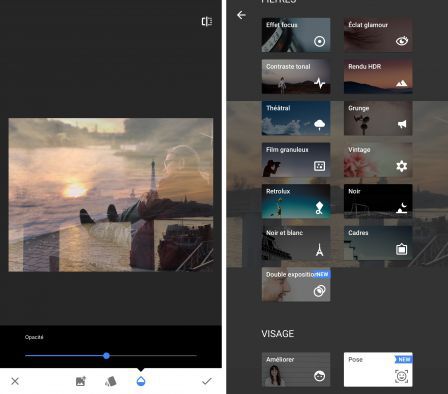 Opacité
FILTRES
Effet focus
Éclat glamour
Contraste tonal
Rendu HDR
Théâtral
Grunge
Film granuleux
Vintage
Retrolux
Noir
Noir et blanc
Cadres
Double exposition NEW
VISAGE
Améliorer
Pose NEW